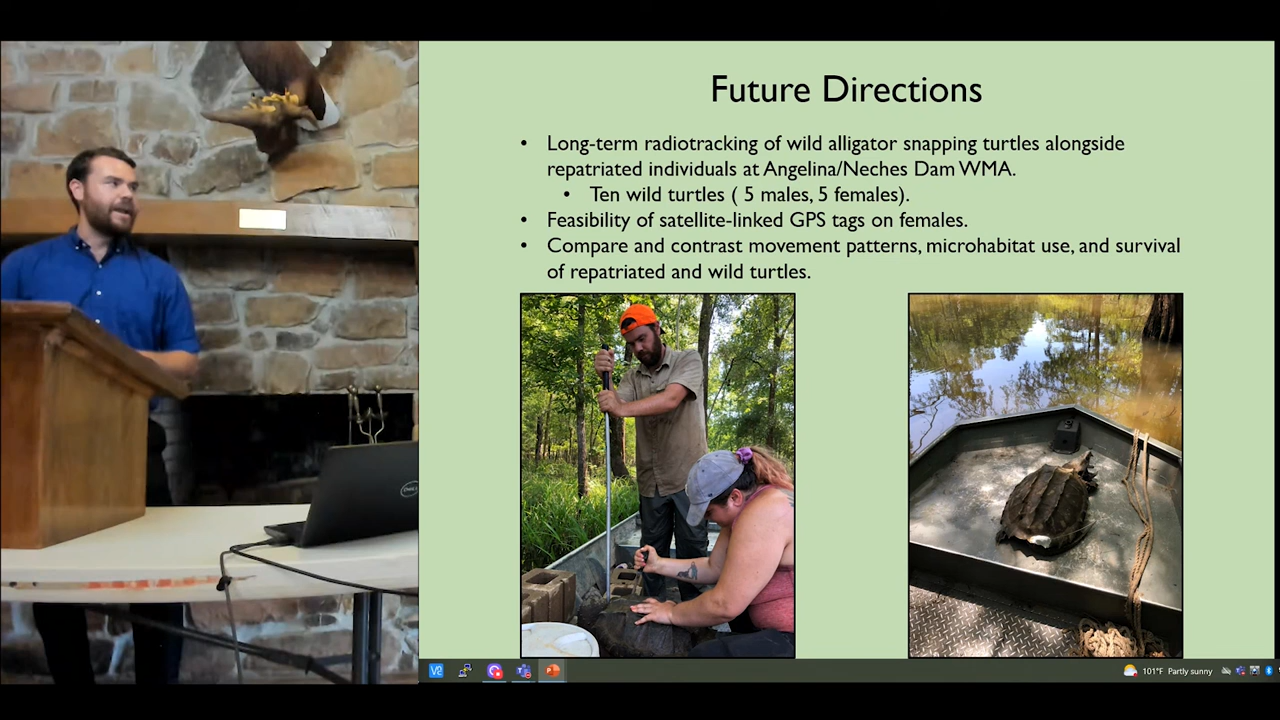 Future Directions
• Long-term radiotracking of wild alligator snapping turtles alongside
repatriated individuals at Angelina/Neches Dam WMA.
• Ten wild turtles ( 5 males, 5 females).
• Feasibility of satellite-linked GPS tags on females.
• Compare and contrast movement patterns, microhabitat use, and survival
of repatriated and wild turtles.
DELL
101°F Partly sunny